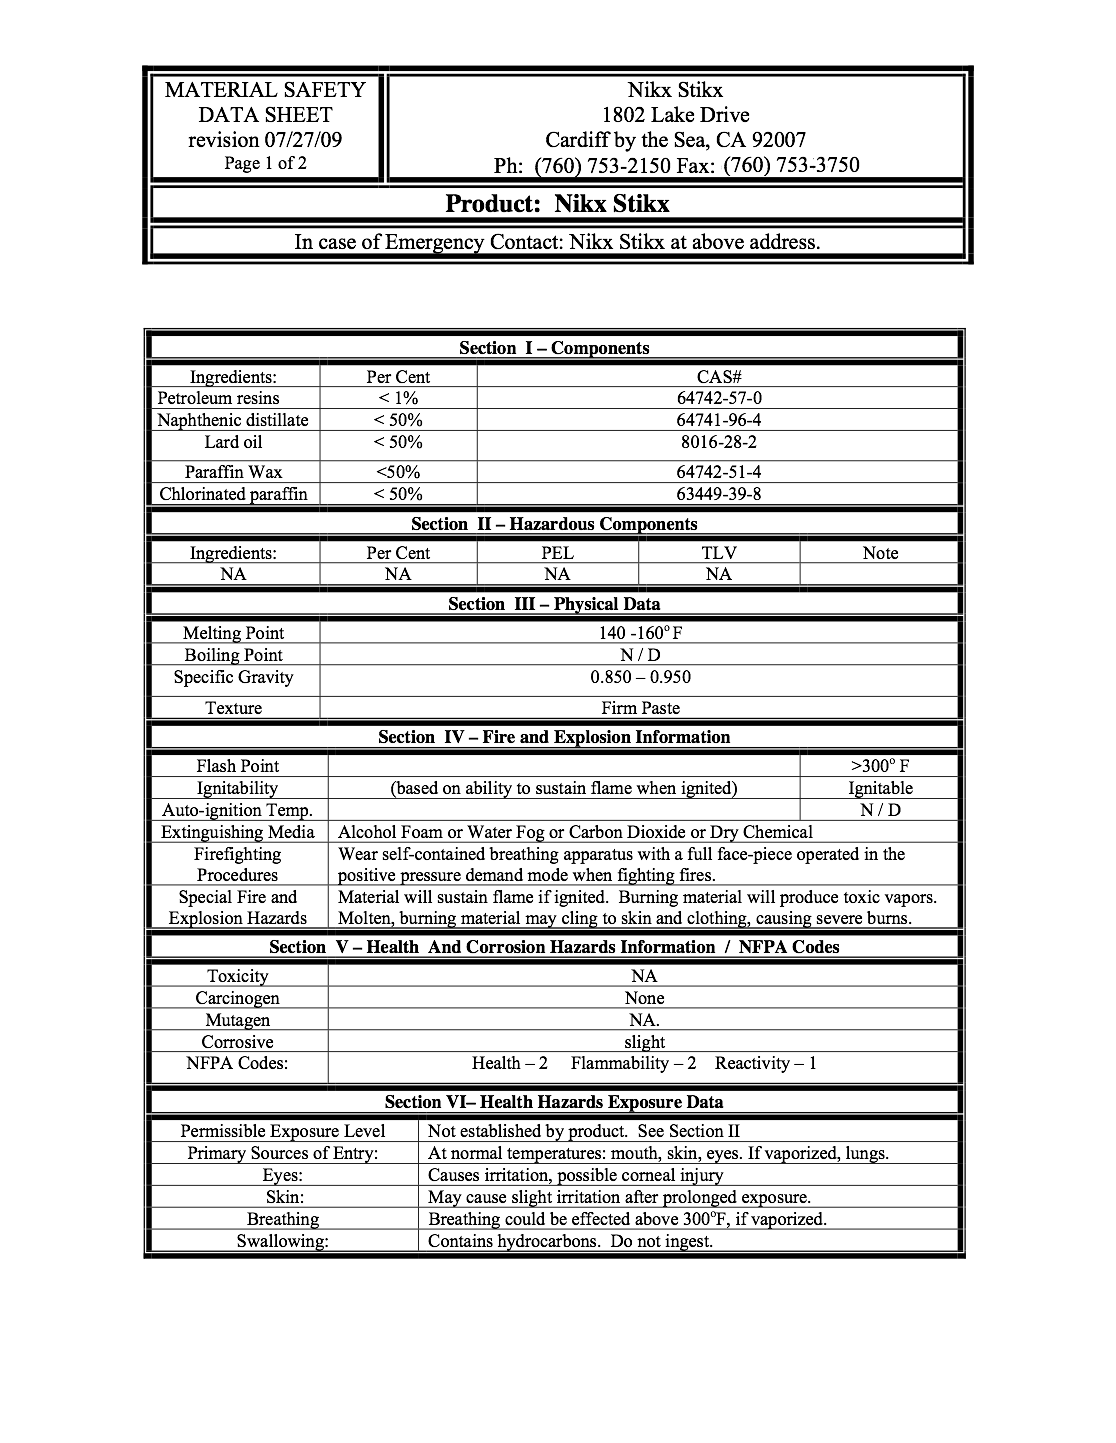 MATERIAL SAFETY
DATA SHEET
revision 07/27/09
Page 1 of 2
Nikx Stikx
1802 Lake Drive
Cardiff by the Sea, CA 92007
Ph: (760) 753-2150 Fax: (760) 753-3750
Product: Nikx Stikx
In case of Emergency Contact: Nikx Stikx at above address.
Section I – Components
Ingredients: Per Cent CAS#
Petroleum resins < 1% 64742-57-0
Naphthenic distillate < 50% 64741-96-4
Lard oil < 50% 8016-28-2
Paraffin Wax <50% 64742-51-4
Chlorinated paraffin < 50% 63449-39-8
Section II – Hazardous Components
Ingredients: Per Cent PEL TLV Note
NA NA NA NA
Section III – Physical Data
Melting Point 140 -160° F
Boiling Point N / D
Specific Gravity 0.850 – 0.950
Texture Firm Paste
Section IV – Fire and Explosion Information
Flash Point >300° F
Ignitability (based on ability to sustain flame when ignited) Ignitable
Auto-ignition Temp. N / D
Extinguishing Media Alcohol Foam or Water Fog or Carbon Dioxide or Dry Chemical
Firefighting Procedures Wear self-contained breathing apparatus with a full face-piece operated in the
positive pressure demand mode when fighting fires.
Special Fire and Explosion Hazards Material will sustain flame if ignited. Burning material will produce toxic vapors.
Molten, burning material may cling to skin and clothing, causing severe burns.
Section V – Health And Corrosion Hazards Information / NFPA Codes
Toxicity NA
Carcinogen None
Mutagen NA.
Corrosive slight
NFPA Codes: Health – 2 Flammability – 2 Reactivity – 1
Section VI– Health Hazards Exposure Data
Permissible Exposure Level Not established by product. See Section II
Primary Sources of Entry: At normal temperatures: mouth, skin, eyes. If vaporized, lungs.
Eyes: Causes irritation, possible corneal injury
Skin: May cause slight irritation after prolonged exposure.
Breathing Breathing could be effected above 300°F, if vaporized.
Swallowing: Contains hydrocarbons. Do not ingest.